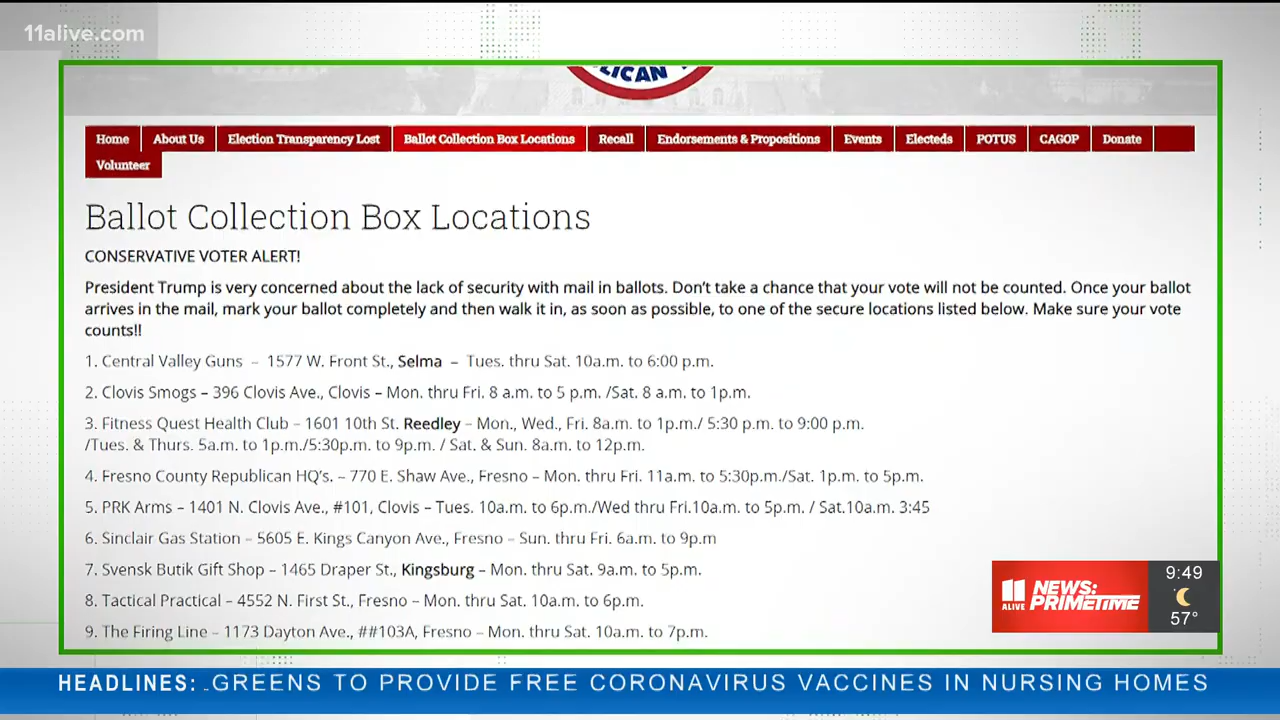 11alive.com
LICAN
Home About Us Election Transparency Lost Ballot Collection Box Locations Recall Endorsements & Propositions Events Electeds POTUS CAGOP Donate
Volunteer
Ballot Collection Box Locations
CONSERVATIVE VOTER ALERT!
President Trump is very concerned about the lack of security with mail in ballots. Don't take a chance that your vote will not be counted. Once your ballot
arrives in the mail, mark your ballot completely and then walk it in, as soon as possible, to one of the secure locations listed below. Make sure your vote
counts!!
1. Central Valley Guns – 1577 W. Front St., Selma – Tues. thru Sat. 10a.m. to 6:00 p.m.
2. Clovis Smogs – 396 Clovis Ave., Clovis – Mon. thru Fri. 8 a.m. to 5 p.m. /Sat. 8 a.m. to 1p.m.
3. Fitness Quest Health Club – 1601 10th St. Reedley – Mon., Wed., Fri. 8a.m. to 1p.m./ 5:30 p.m. to 9:00 p.m.
/Tues. & Thurs. 5a.m. to 1p.m./5:30p.m. to 9p.m. / Sat. & Sun. 8a.m. to 12p.m.
4. Fresno County Republican HQ's. – 770 E. Shaw Ave., Fresno – Mon. thru Fri. 11a.m. to 5:30p.m./Sat. 1p.m. to 5p.m.
5. PRK Arms – 1401 N. Clovis Ave., #101, Clovis – Tues. 10a.m. to 6p.m./Wed thru Fri.10a.m. to 5p.m. / Sat.10a.m. 3:45
6. Sinclair Gas Station – 5605 E. Kings Canyon Ave., Fresno – Sun. thru Fri. 6a.m. to 9p.m
7. Svensk Butik Gift Shop – 1465 Draper St., Kingsburg – Mon. thru Sat. 9a.m. to 5p.m.
8. Tactical Practical – 4552 N. First St., Fresno – Mon. thru Sat. 10a.m. to 6p.m.
9. The Firing Line – 1173 Dayton Ave., ##103A, Fresno – Mon. thru Sat. 10a.m. to 7p.m.
11 ALIVE NEWS: PRIMETIME
9:49
57°
HEADLINES: GREENS TO PROVIDE FREE CORONAVIRUS VACCINES IN NURSING HOMES